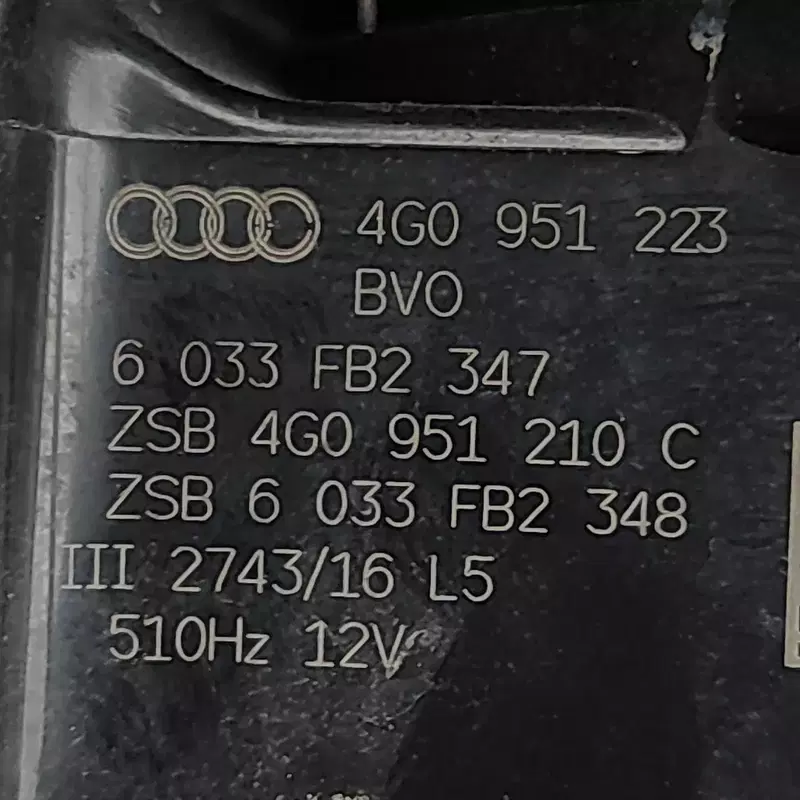 4G0 951 223
BVO
6 033 FB2 347
ZSB 4G0 951 210 C
ZSB 6 033 FB2 348
III 2743/16 L5
510Hz 12V